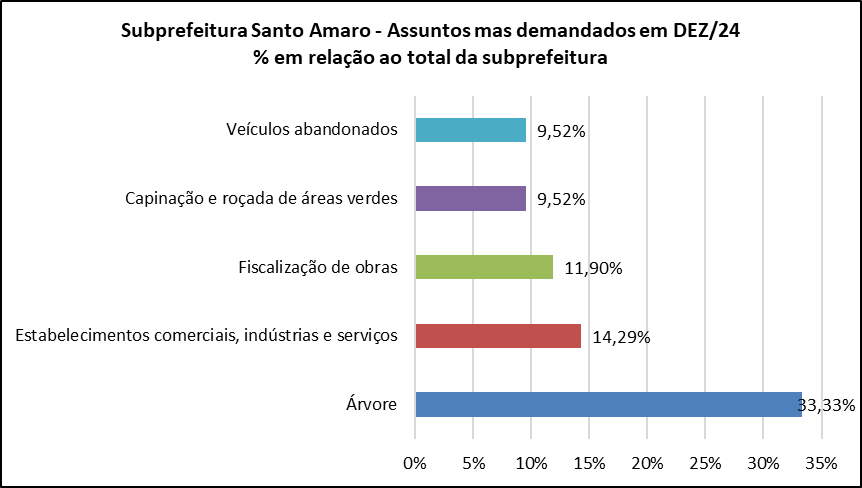 Subprefeitura Santo Amaro - Assuntos mas demandados em DEZ/24
% em relação ao total da subprefeitura
Veículos abandonados 9,52%
Capinação e roçada de áreas verdes 9,52%
Fiscalização de obras 11,90%
Estabelecimentos comerciais, indústrias e serviços 14,29%
Árvore 33,33%
0% 5% 10% 15% 20% 25% 30% 35%